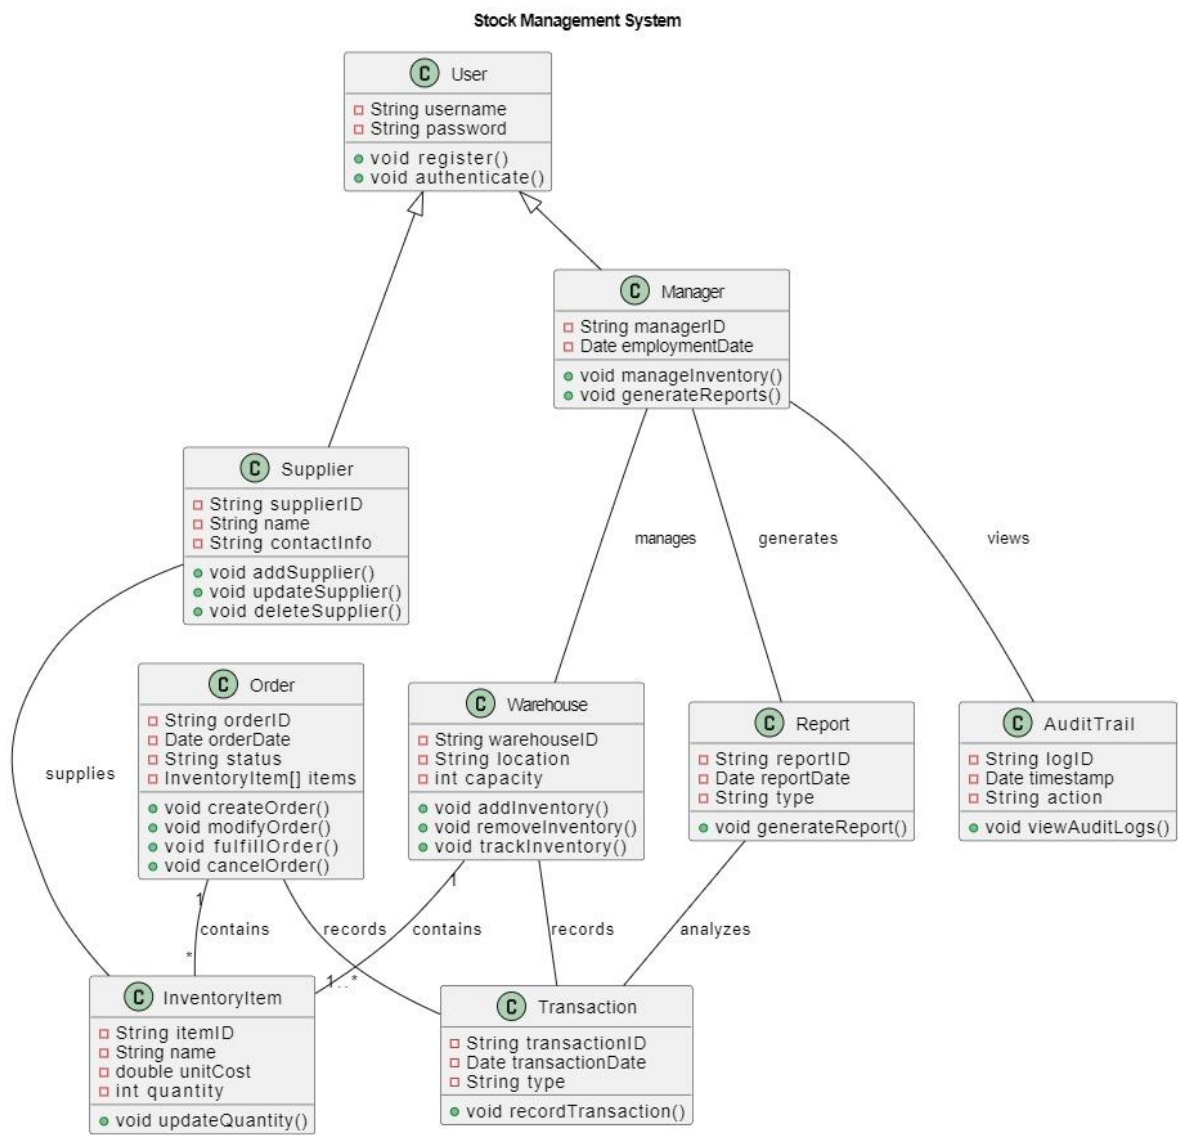 Stock Management System
C User
String username
String password
void register()
void authenticate()
C Manager
String managerID
Date employmentDate
void manageInventory()
void generateReports()
C Supplier
String supplierID
String name
String contactInfo
void addSupplier()
void updateSupplier()
void deleteSupplier()
manages
generates
views
supplies
C Order
String orderID
Date orderDate
String status
InventoryItem[] items
void createOrder()
void modifyOrder()
void fulfillOrder()
void cancelOrder()
C Warehouse
String warehouseID
String location
int capacity
void addInventory()
void removeInventory()
void trackInventory()
C Report
String reportID
Date reportDate
String type
void generateReport()
C AuditTrail
String logID
Date timestamp
String action
void viewAuditLogs()
1
1
contains
records
contains
records
analyzes
*
1..*
C InventoryItem
String itemID
String name
double unitCost
int quantity
void updateQuantity()
C Transaction
String transactionID
Date transactionDate
String type
void recordTransaction()